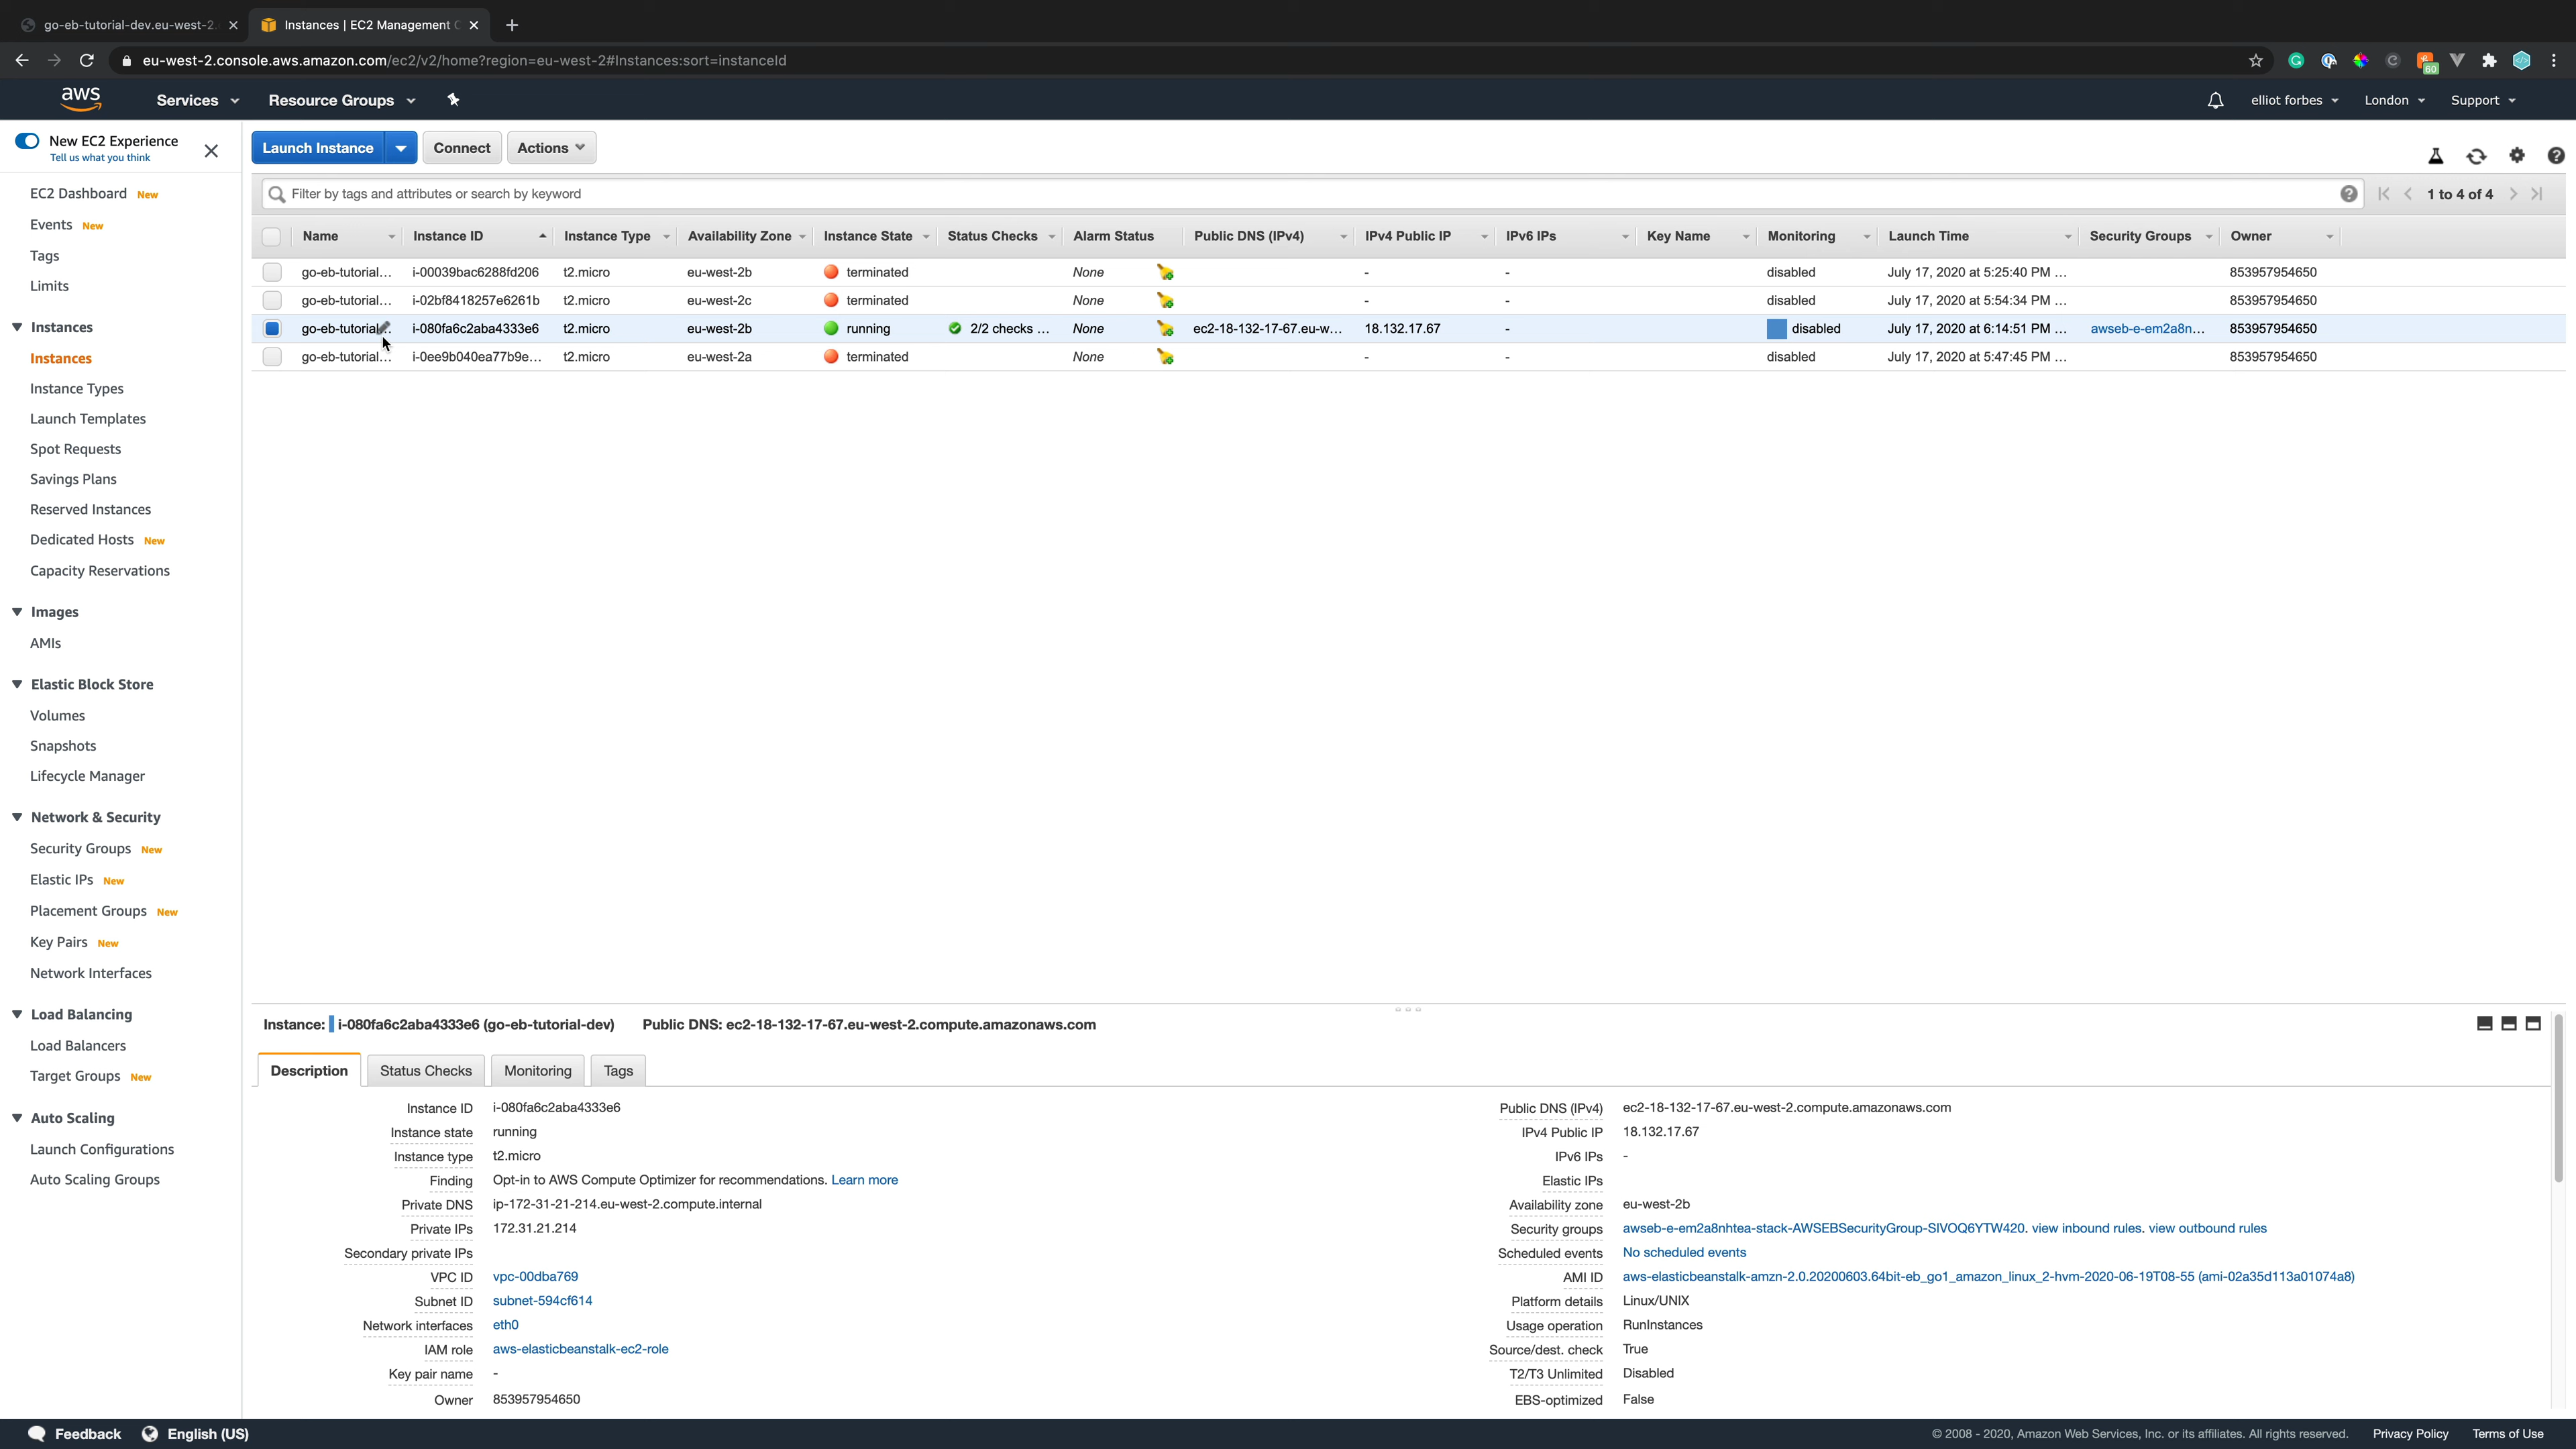 go-eb-tutorial-dev.eu-west-2.
Instances | EC2 Management C
eu-west-2.console.aws.amazon.com/ec2/v2/home?region=eu-west-2#Instances:sort=instanceId
60
aws Services Resource Groups elliot forbes London Support
New EC2 Experience
Tell us what you think
EC2 Dashboard New
Events New
Tags
Limits
Instances
Instances
Instance Types
Launch Templates
Spot Requests
Savings Plans
Reserved Instances
Dedicated Hosts New
Capacity Reservations
Images
AMIs
Elastic Block Store
Volumes
Snapshots
Lifecycle Manager
Network & Security
Security Groups New
Elastic IPs New
Placement Groups New
Key Pairs New
Network Interfaces
Load Balancing
Load Balancers
Target Groups New
Auto Scaling
Launch Configurations
Auto Scaling Groups
Launch Instance Connect Actions
Filter by tags and attributes or search by keyword 1 to 4 of 4
Name Instance ID Instance Type Availability Zone Instance State Status Checks Alarm Status Public DNS (IPv4) IPv4 Public IP IPv6 IPs Key Name Monitoring Launch Time Security Groups Owner
go-eb-tutorial... i-00039bac6288fd206 t2.micro eu-west-2b terminated None - - disabled July 17, 2020 at 5:25:40 PM ... 853957954650
go-eb-tutorial... i-02bf8418257e6261b t2.micro eu-west-2c terminated None - - disabled July 17, 2020 at 5:54:34 PM ... 853957954650
go-eb-tutorial... i-080fa6c2aba4333e6 t2.micro eu-west-2b running 2/2 checks ... None ec2-18-132-17-67.eu-w... 18.132.17.67 - disabled July 17, 2020 at 6:14:51 PM ... awseb-e-em2a8n... 853957954650
go-eb-tutorial... i-0ee9b040ea77b9e... t2.micro eu-west-2a terminated None - - disabled July 17, 2020 at 5:47:45 PM ... 853957954650
Instance: i-080fa6c2aba4333e6 (go-eb-tutorial-dev) Public DNS: ec2-18-132-17-67.eu-west-2.compute.amazonaws.com
Description Status Checks Monitoring Tags
Instance ID i-080fa6c2aba4333e6
Instance state running
Instance type t2.micro
Finding Opt-in to AWS Compute Optimizer for recommendations. Learn more
Private DNS ip-172-31-21-214.eu-west-2.compute.internal
Private IPs 172.31.21.214
Secondary private IPs
VPC ID vpc-00dba769
Subnet ID subnet-594cf614
Network interfaces eth0
IAM role aws-elasticbeanstalk-ec2-role
Key pair name -
Owner 853957954650
Public DNS (IPv4) ec2-18-132-17-67.eu-west-2.compute.amazonaws.com
IPv4 Public IP 18.132.17.67
IPv6 IPs -
Elastic IPs
Availability zone eu-west-2b
Security groups awseb-e-em2a8nhtea-stack-AWSEBSecurityGroup-SIVOQ6YTW420. view inbound rules. view outbound rules
Scheduled events No scheduled events
AMI ID aws-elasticbeanstalk-amzn-2.0.20200603.64bit-eb_go1_amazon_linux_2-hvm-2020-06-19T08-55 (ami-02a35d113a01074a8)
Platform details Linux/UNIX
Usage operation RunInstances
Source/dest. check True
T2/T3 Unlimited Disabled
EBS-optimized False
Feedback English (US) © 2008 - 2020, Amazon Web Services, Inc. or its affiliates. All rights reserved. Privacy Policy Terms of Use